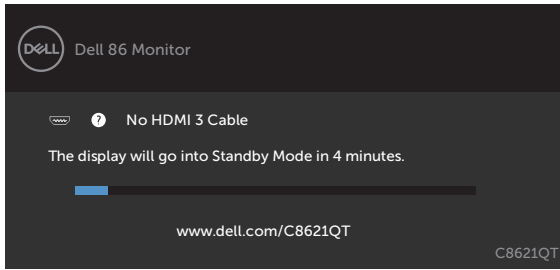 DELL
Dell 86 Monitor
? No HDMI 3 Cable
The display will go into Standby Mode in 4 minutes.
www.dell.com/C8621QT
C8621QT